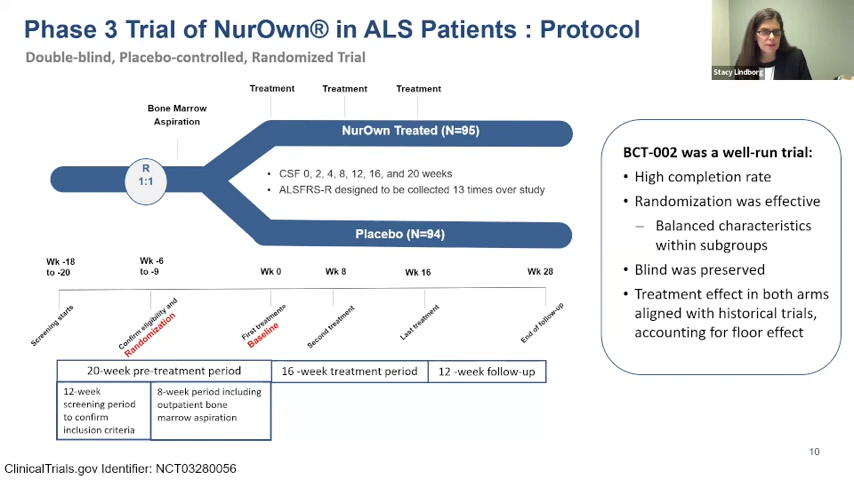 Phase 3 Trial of NurOwn® in ALS Patients : Protocol
Double-blind, Placebo-controlled, Randomized Trial
Stacy Lindborg
Treatment
Treatment
Treatment
Bone Marrow
Aspiration
NurOwn Treated (N=95)
R
1:1
• CSF 0, 2, 4, 8, 12, 16, and 20 weeks
• ALSFRS-R designed to be collected 13 times over study
Placebo (N=94)
Wk -18
to -20
Wk -6
to -9
Wk 0
Wk 8
Wk 16
Wk 28
Screening starts
Confirm eligibility and
Randomization
First treatment=
Baseline
Second treatment
Last treatment
End of follow-up
20-week pre-treatment period
16 -week treatment period
12 -week follow-up
12-week
screening period
to confirm
inclusion criteria
8-week period including
outpatient bone
marrow aspiration
BCT-002 was a well-run trial:
• High completion rate
• Randomization was effective
– Balanced characteristics
within subgroups
• Blind was preserved
• Treatment effect in both arms
aligned with historical trials,
accounting for floor effect
10
ClinicalTrials.gov Identifier: NCT03280056